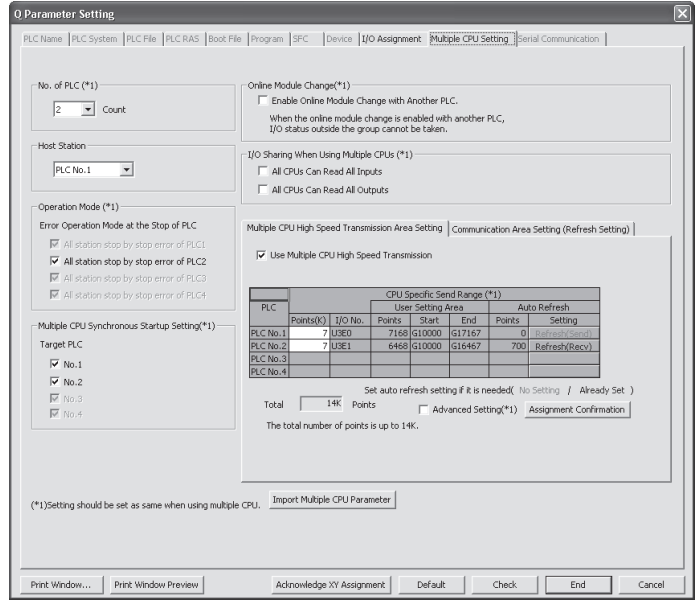 Q Parameter Setting
PLC Name PLC System PLC File PLC RAS Boot File Program SFC Device I/O Assignment Multiple CPU Setting Serial Communication
No. of PLC (*1)
2 Count
Host Station
PLC No.1
Operation Mode (*1)
Error Operation Mode at the Stop of PLC
All station stop by stop error of PLC1
All station stop by stop error of PLC2
All station stop by stop error of PLC3
All station stop by stop error of PLC4
Multiple CPU Synchronous Startup Setting(*1)
Target PLC
No.1
No.2
No.3
No.4
Online Module Change(*1)
Enable Online Module Change with Another PLC.
When the online module change is enabled with another PLC,
I/O status outside the group cannot be taken.
I/O Sharing When Using Multiple CPUs (*1)
All CPUs Can Read All Inputs
All CPUs Can Read All Outputs
Multiple CPU High Speed Transmission Area Setting Communication Area Setting (Refresh Setting)
Use Multiple CPU High Speed Transmission
CPU Specific Send Range (*1)
PLC User Setting Area Auto Refresh
Points(K) I/O No. Points Start End Points Setting
PLC No.1 7 U3E0 7168 G10000 G17167 0 Refresh(Send)
PLC No.2 7 U3E1 6468 G10000 G16467 700 Refresh(Recv)
PLC No.3
PLC No.4
Set auto refresh setting if it is needed( No Setting / Already Set )
Total 14K Points Advanced Setting(*1) Assignment Confirmation
The total number of points is up to 14K.
(*1)Setting should be set as same when using multiple CPU. Import Multiple CPU Parameter
Print Window... Print Window Preview Acknowledge XY Assignment Default Check End Cancel